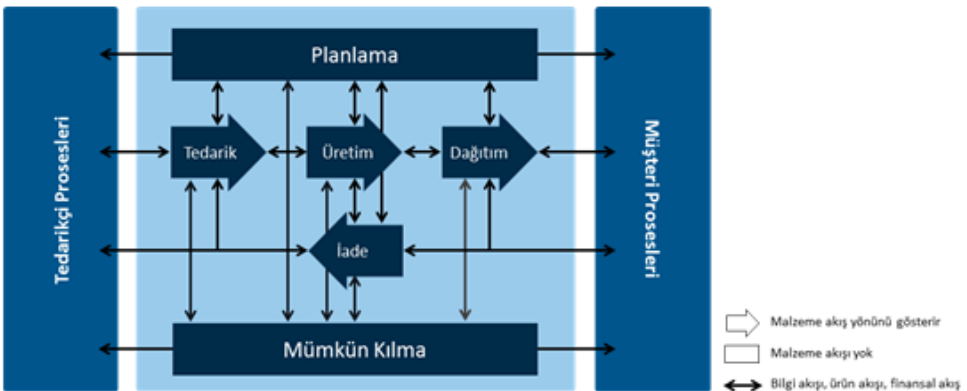 Planlama
Tedarikçi Prosesleri
Tedarik
Üretim
Dağıtım
İade
Mümkün Kılma
Müşteri Prosesleri
Malzeme akış yönünü gösterir
Malzeme akışı yok
Bilgi akışı, ürün akışı, finansal akış